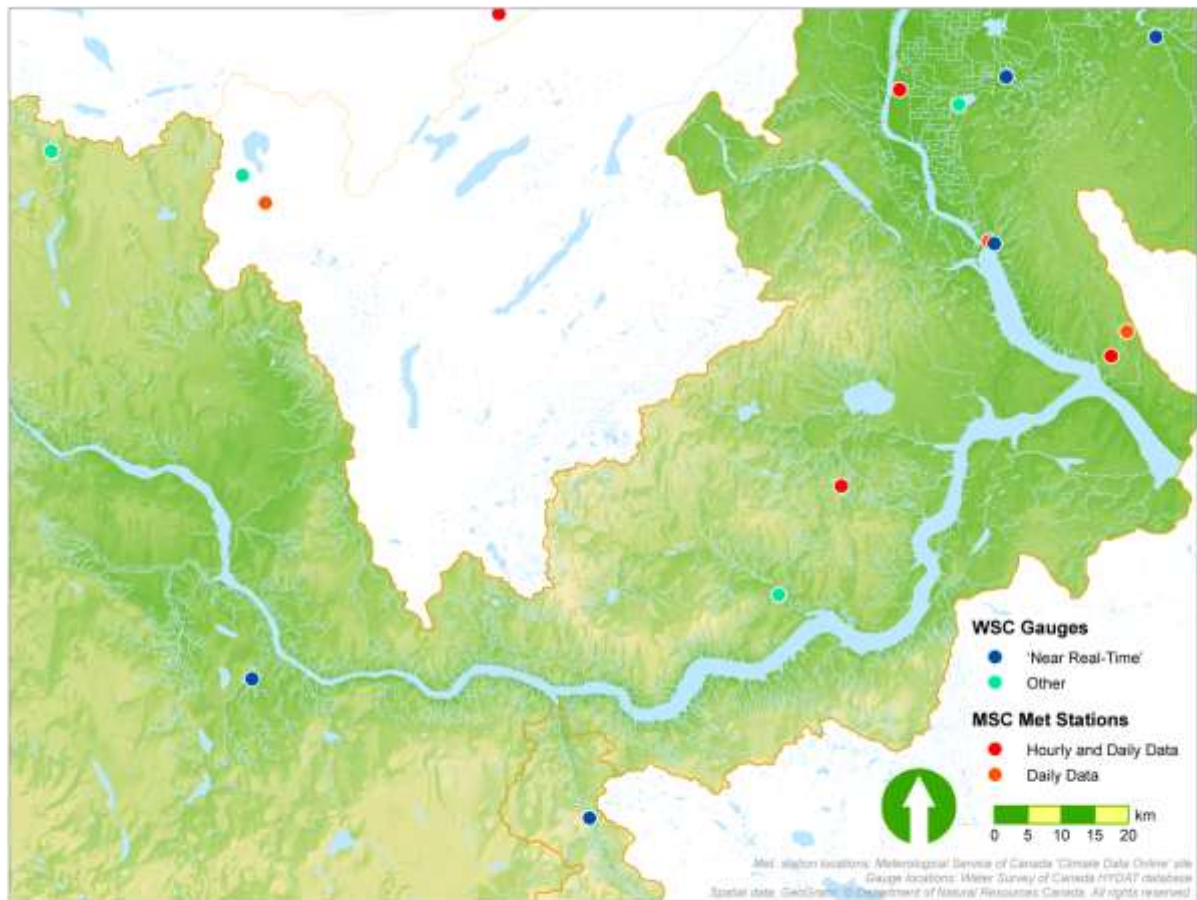 WSC Gauges
'Near Real-Time'
Other
MSC Met Stations
Hourly and Daily Data
Daily Data
km
0 5 10 15 20
Met. station locations: Meterological Service of Canada 'Climate Data Online' site
Gauge locations: Water Survey of Canada HYDAT database
Spatial data: GeoGratis © Department of Natural Resources Canada. All rights reserved.